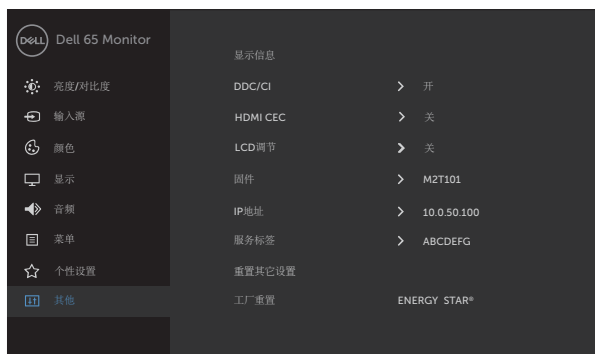 DELL
Dell 65 Monitor
亮度/对比度
输入源
颜色
显示
音频
菜单
个性设置
其他
显示信息
DDC/CI 开
HDMI CEC 关
LCD调节 关
固件 M2T101
IP地址 10.0.50.100
服务标签 ABCDEFG
重置其它设置
工厂重置 ENERGY STAR®